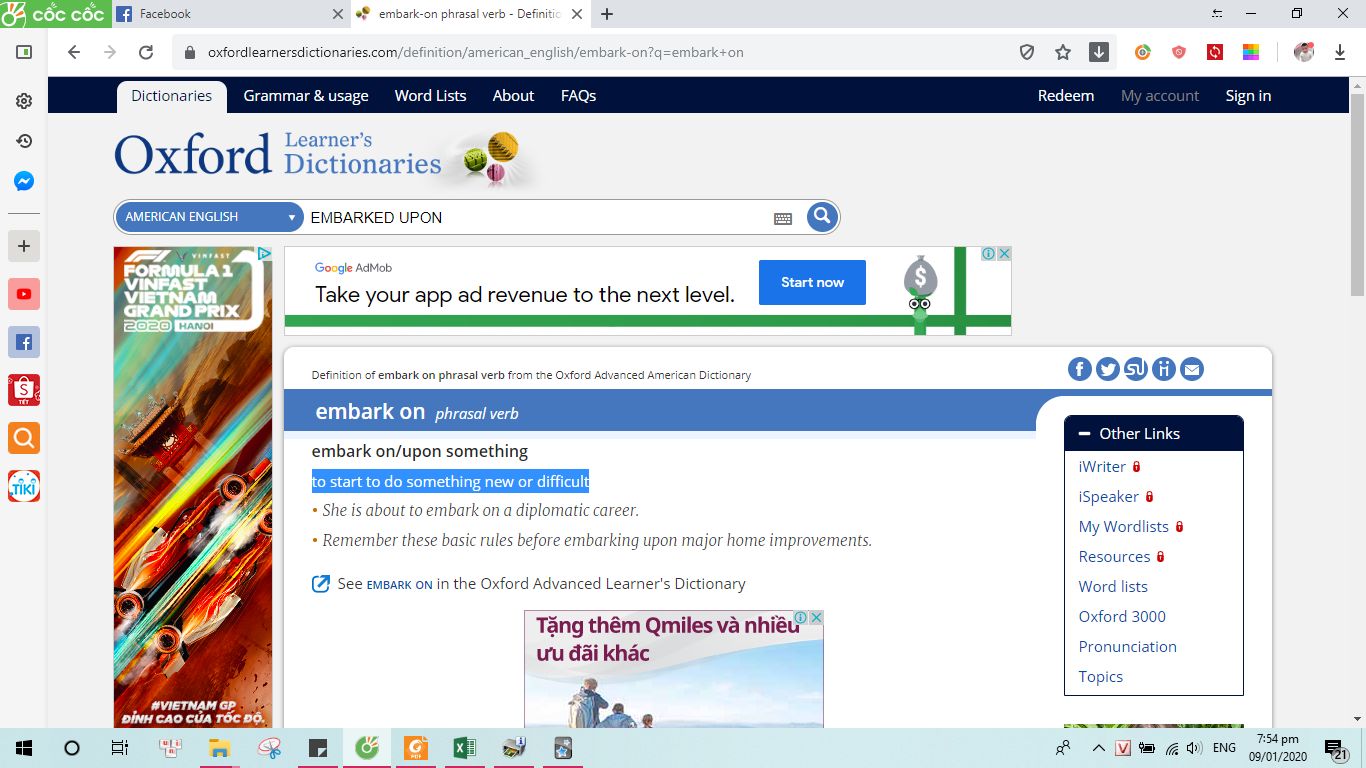 cốc cốc
Facebook
embark-on phrasal verb - Definitio
oxfordlearnersdictionaries.com/definition/american_english/embark-on?q=embark+on
Dictionaries
Grammar & usage
Word Lists
About
FAQs
Redeem
My account
Sign in
Oxford Learner's
Dictionaries
AMERICAN ENGLISH
EMBARKED UPON
VINFAST
FORMULA 1
VINFAST
VIETNAM
GRAND PRIX
2020 HANOI
#VIETNAM GP
ĐỈNH CAO CỦA TỐC ĐỘ.
Google AdMob
Take your app ad revenue to the next level.
Start now
$
Definition of embark on phrasal verb from the Oxford Advanced American Dictionary
embark on phrasal verb
embark on/upon something
to start to do something new or difficult
• She is about to embark on a diplomatic career.
• Remember these basic rules before embarking upon major home improvements.
See EMBARK ON in the Oxford Advanced Learner's Dictionary
Tặng thêm Qmiles và nhiều
ưu đãi khác
Other Links
iWriter
iSpeaker
My Wordlists
Resources
Word lists
Oxford 3000
Pronunciation
Topics
S
TẾT
TIKI
PDF
V
ENG
7:54 pm
09/01/2020
21